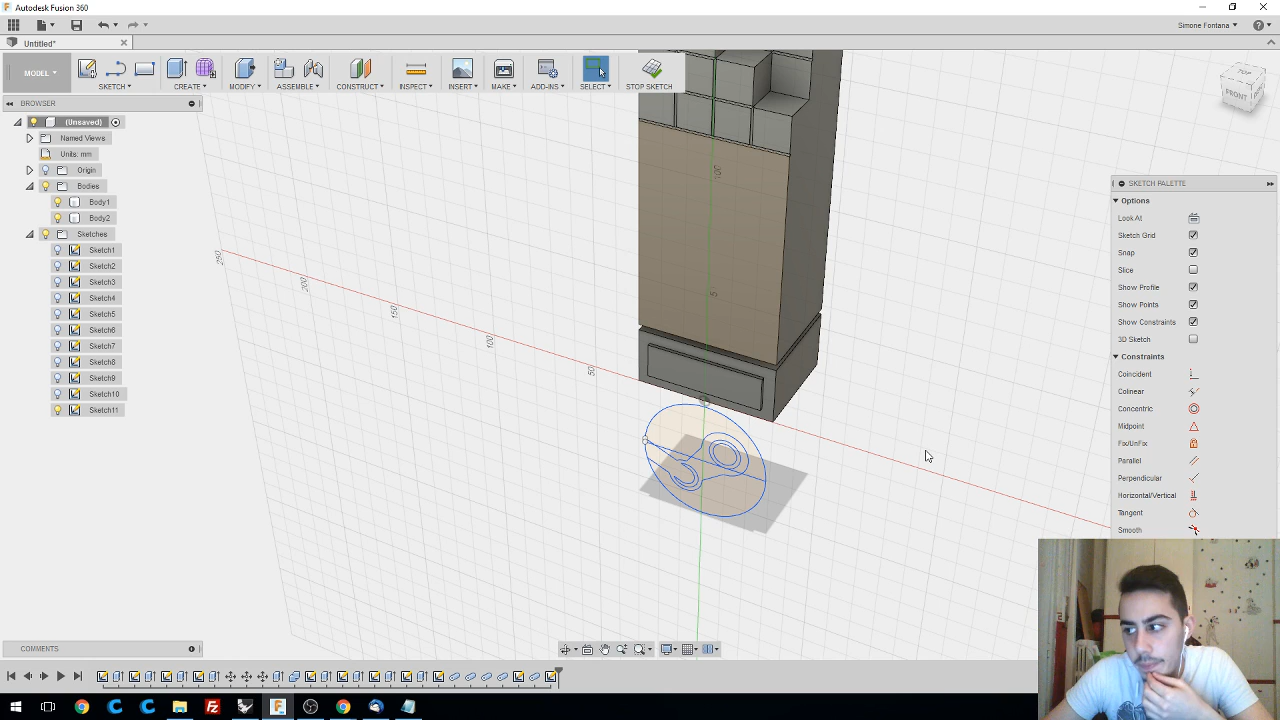 Autodesk Fusion 360
Simone Fontana
Untitled*
MODEL
SKETCH
CREATE
MODIFY
ASSEMBLE
CONSTRUCT
INSPECT
INSERT
MAKE
ADD-INS
SELECT
STOP SKETCH
TOP
FRONT
BROWSER
(Unsaved)
Named Views
Units: mm
Origin
Bodies
Body1
Body2
Sketches
Sketch1
Sketch2
Sketch3
Sketch4
Sketch5
Sketch6
Sketch7
Sketch8
Sketch9
Sketch10
Sketch11
250
200
150
100
50
100
SKETCH PALETTE
Options
Look At
Sketch Grid
Snap
Slice
Show Profile
Show Points
Show Constraints
3D Sketch
Constraints
Coincident
Colinear
Concentric
Midpoint
Fix/UnFix
Parallel
Perpendicular
Horizontal/Vertical
Tangent
Smooth
COMMENTS